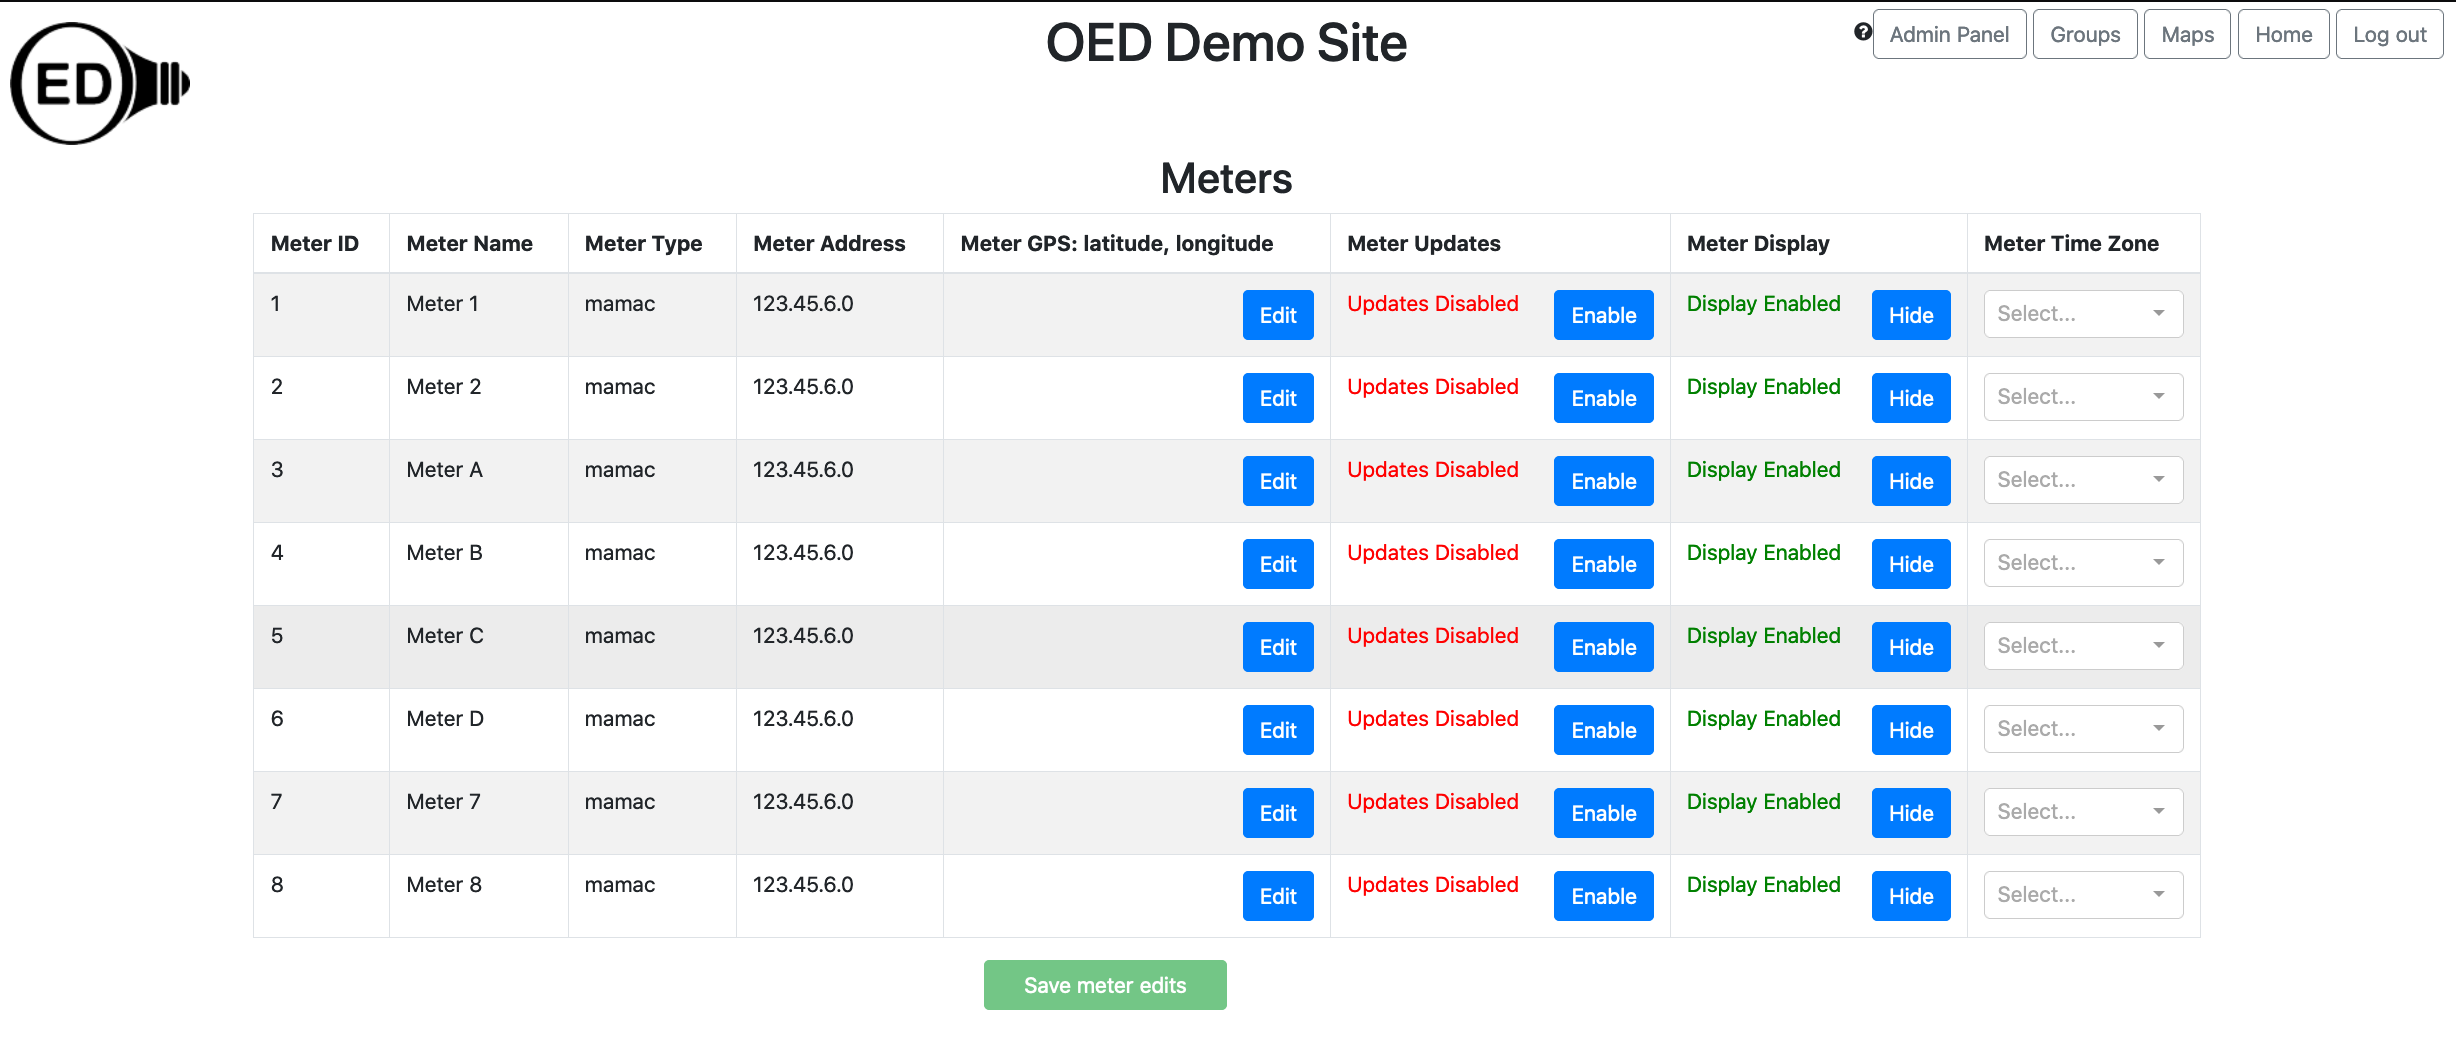 ED
OED Demo Site
? Admin Panel Groups Maps Home Log out
Meters
Meter ID Meter Name Meter Type Meter Address Meter GPS: latitude, longitude Meter Updates Meter Display Meter Time Zone
1 Meter 1 mamac 123.45.6.0 Edit Updates Disabled Enable Display Enabled Hide Select...
2 Meter 2 mamac 123.45.6.0 Edit Updates Disabled Enable Display Enabled Hide Select...
3 Meter A mamac 123.45.6.0 Edit Updates Disabled Enable Display Enabled Hide Select...
4 Meter B mamac 123.45.6.0 Edit Updates Disabled Enable Display Enabled Hide Select...
5 Meter C mamac 123.45.6.0 Edit Updates Disabled Enable Display Enabled Hide Select...
6 Meter D mamac 123.45.6.0 Edit Updates Disabled Enable Display Enabled Hide Select...
7 Meter 7 mamac 123.45.6.0 Edit Updates Disabled Enable Display Enabled Hide Select...
8 Meter 8 mamac 123.45.6.0 Edit Updates Disabled Enable Display Enabled Hide Select...
Save meter edits